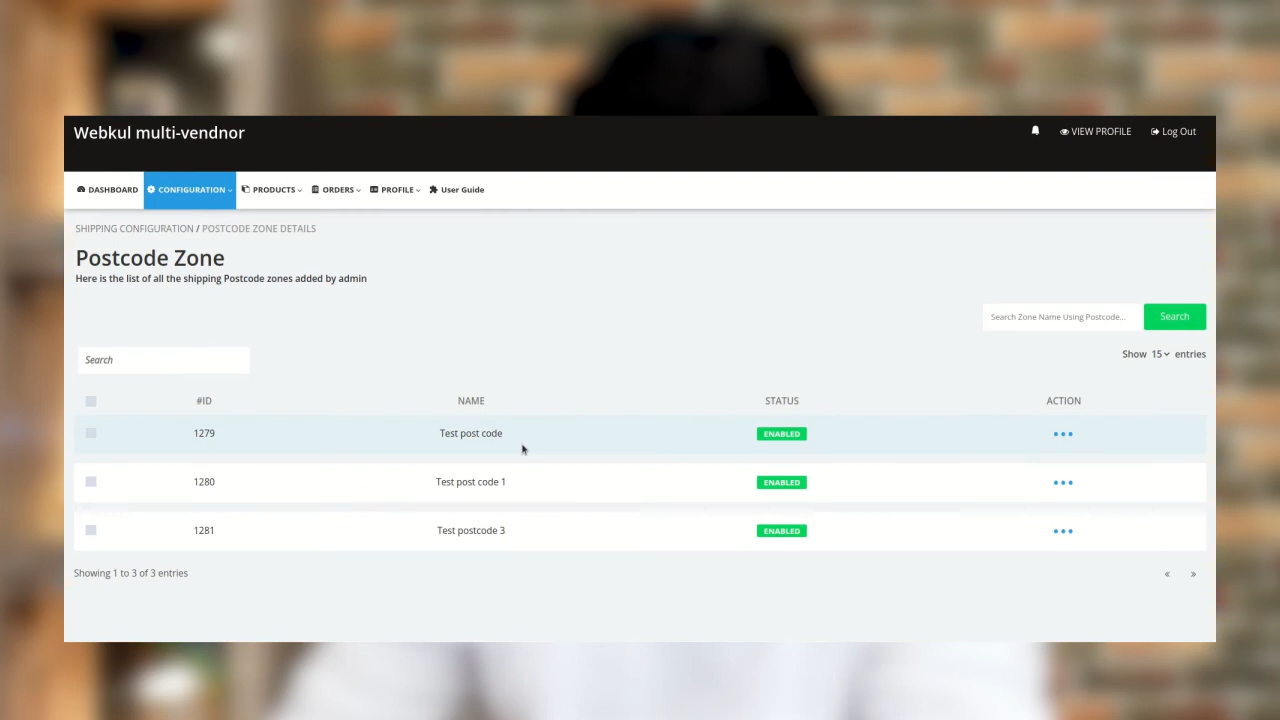 Webkul multi-vendnor
VIEW PROFILE Log Out
DASHBOARD CONFIGURATION PRODUCTS ORDERS PROFILE User Guide
SHIPPING CONFIGURATION / POSTCODE ZONE DETAILS
Postcode Zone
Here is the list of all the shipping Postcode zones added by admin
Search Zone Name Using Postcode... Search
Search
Show 15 entries
#ID NAME STATUS ACTION
1279 Test post code ENABLED
1280 Test post code 1 ENABLED
1281 Test postcode 3 ENABLED
Showing 1 to 3 of 3 entries « »